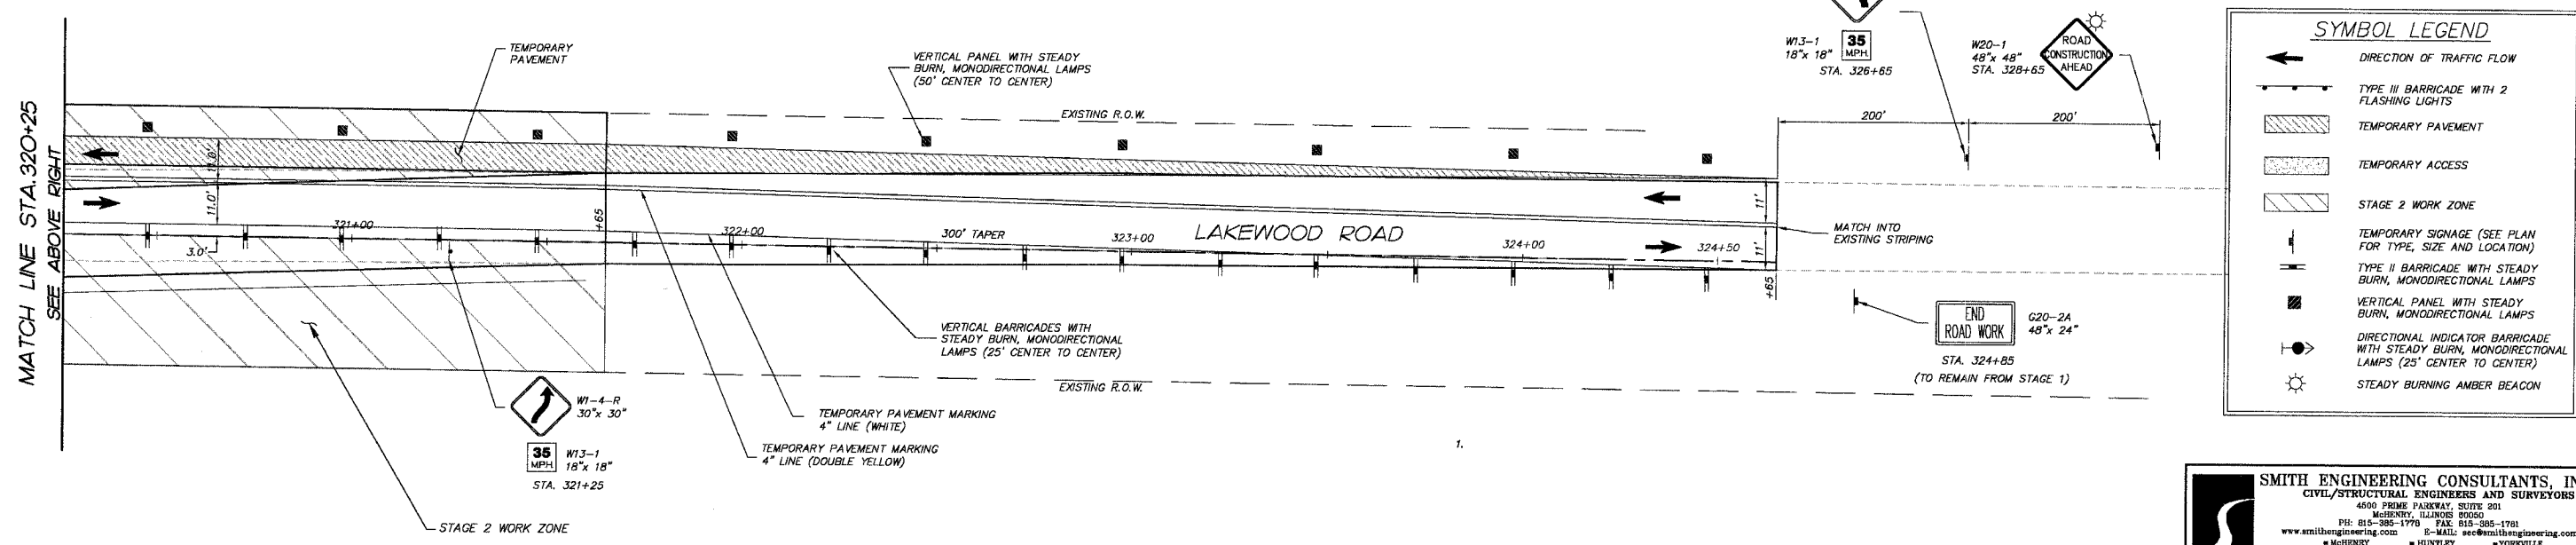 MATCH LINE STA. 320+25
SEE ABOVE RIGHT
TEMPORARY
PAVEMENT
VERTICAL PANEL WITH STEADY
BURN, MONODIRECTIONAL LAMPS
(50' CENTER TO CENTER)
EXISTING R.O.W.
W13-1
18"x 18"
35
MPH
STA. 326+65
W20-1
48"x 48"
STA. 328+65
ROAD
CONSTRUCTION
AHEAD
200'
200'
11.0'
11.0'
3.0'
321+00
+65
322+00
300' TAPER
323+00
LAKEWOOD ROAD
324+00
324+50
11'
11'
+65
MATCH INTO
EXISTING STRIPING
END
ROAD WORK
G20-2A
48"x 24"
STA. 324+85
(TO REMAIN FROM STAGE 1)
VERTICAL BARRICADES WITH
STEADY BURN, MONODIRECTIONAL
LAMPS (25' CENTER TO CENTER)
EXISTING R.O.W.
W1-4-R
30"x 30"
35
MPH
W13-1
18"x 18"
STA. 321+25
TEMPORARY PAVEMENT MARKING
4" LINE (WHITE)
TEMPORARY PAVEMENT MARKING
4" LINE (DOUBLE YELLOW)
STAGE 2 WORK ZONE
1.
SYMBOL LEGEND
DIRECTION OF TRAFFIC FLOW
TYPE III BARRICADE WITH 2
FLASHING LIGHTS
TEMPORARY PAVEMENT
TEMPORARY ACCESS
STAGE 2 WORK ZONE
TEMPORARY SIGNAGE (SEE PLAN
FOR TYPE, SIZE AND LOCATION)
TYPE II BARRICADE WITH STEADY
BURN, MONODIRECTIONAL LAMPS
VERTICAL PANEL WITH STEADY
BURN, MONODIRECTIONAL LAMPS
DIRECTIONAL INDICATOR BARRICADE
WITH STEADY BURN, MONODIRECTIONAL
LAMPS (25' CENTER TO CENTER)
STEADY BURNING AMBER BEACON
SMITH ENGINEERING CONSULTANTS, IN
CIVIL/STRUCTURAL ENGINEERS AND SURVEYORS
4500 PRIME PARKWAY, SUITE 201
McHENRY, ILLINOIS 60050
PH: 815-385-1778 FAX: 815-385-1781
www.smithengineering.com E-MAIL: sec@smithengineering.com
McHENRY HUNTLEY YORKVILLE